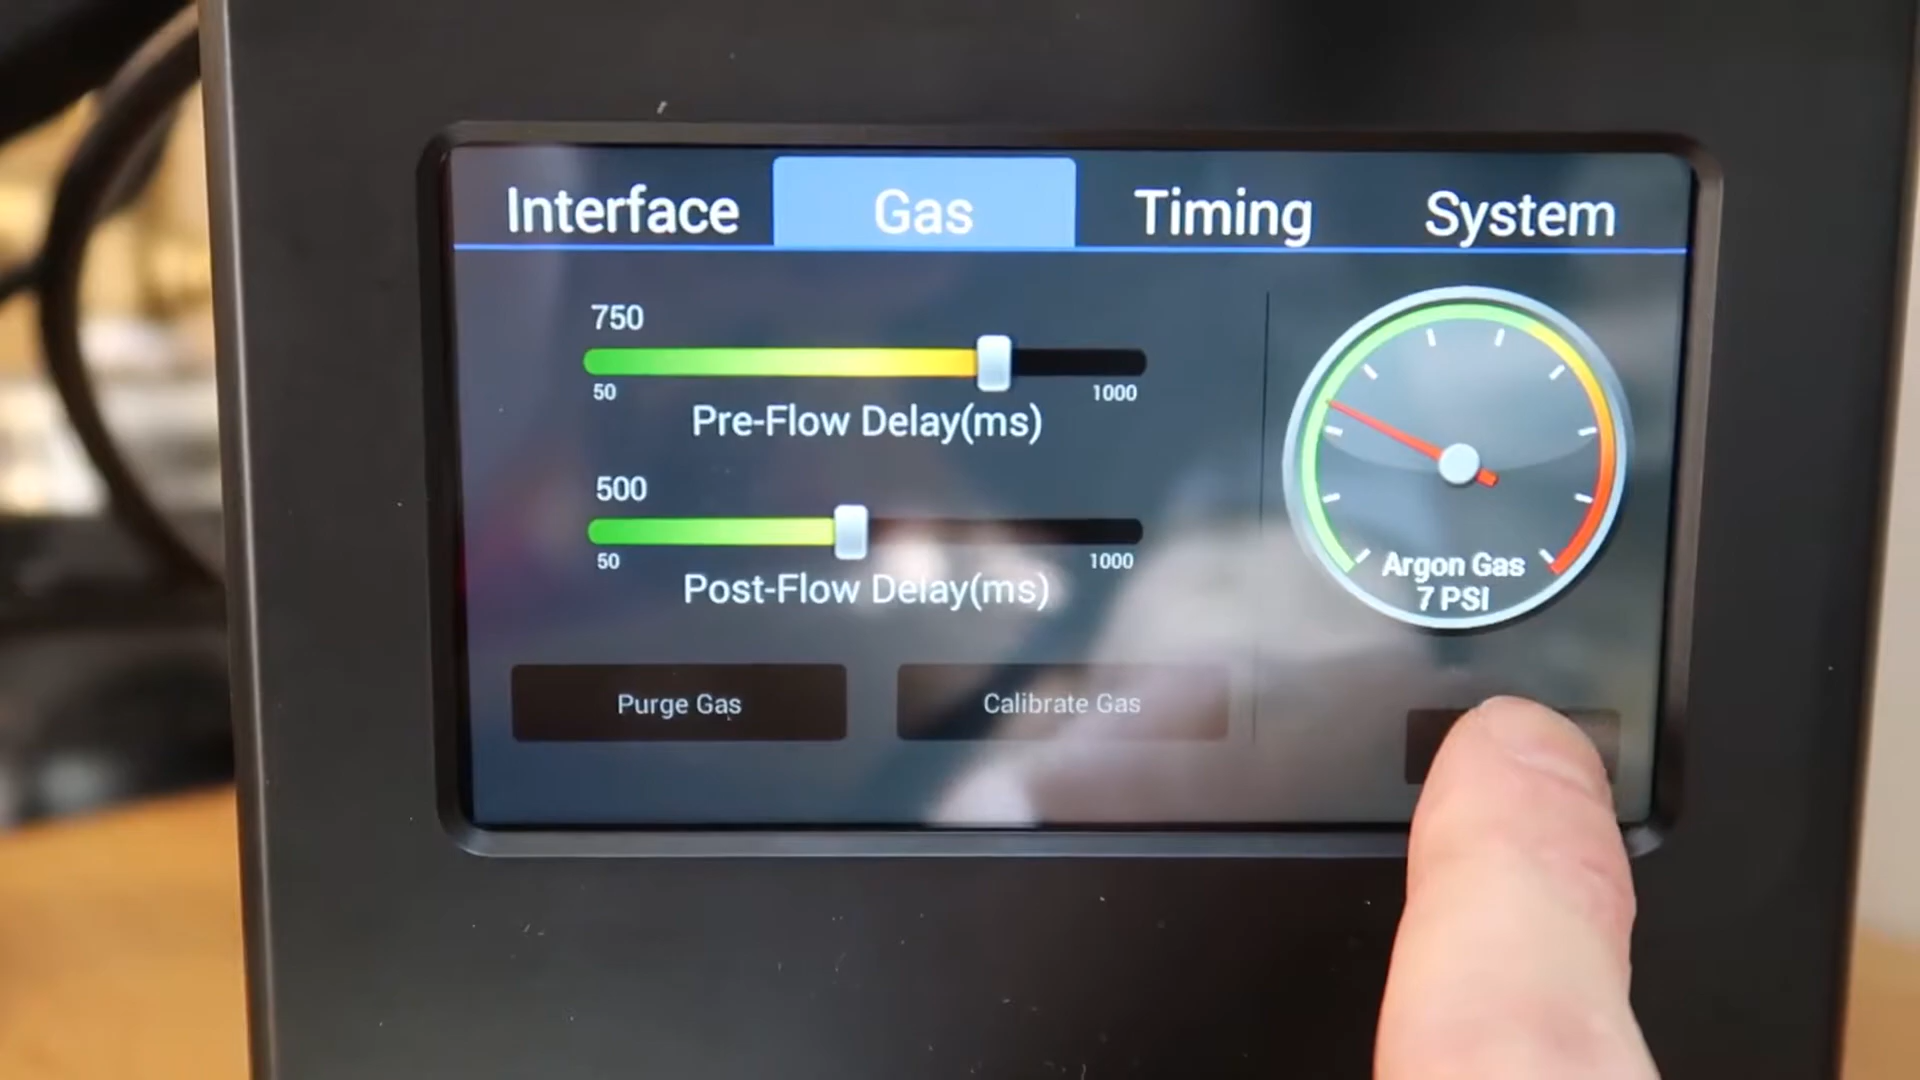 Interface Gas Timing System
750
50 1000
Pre-Flow Delay(ms)
500
50 1000
Post-Flow Delay(ms)
Argon Gas
7 PSI
Purge Gas
Calibrate Gas